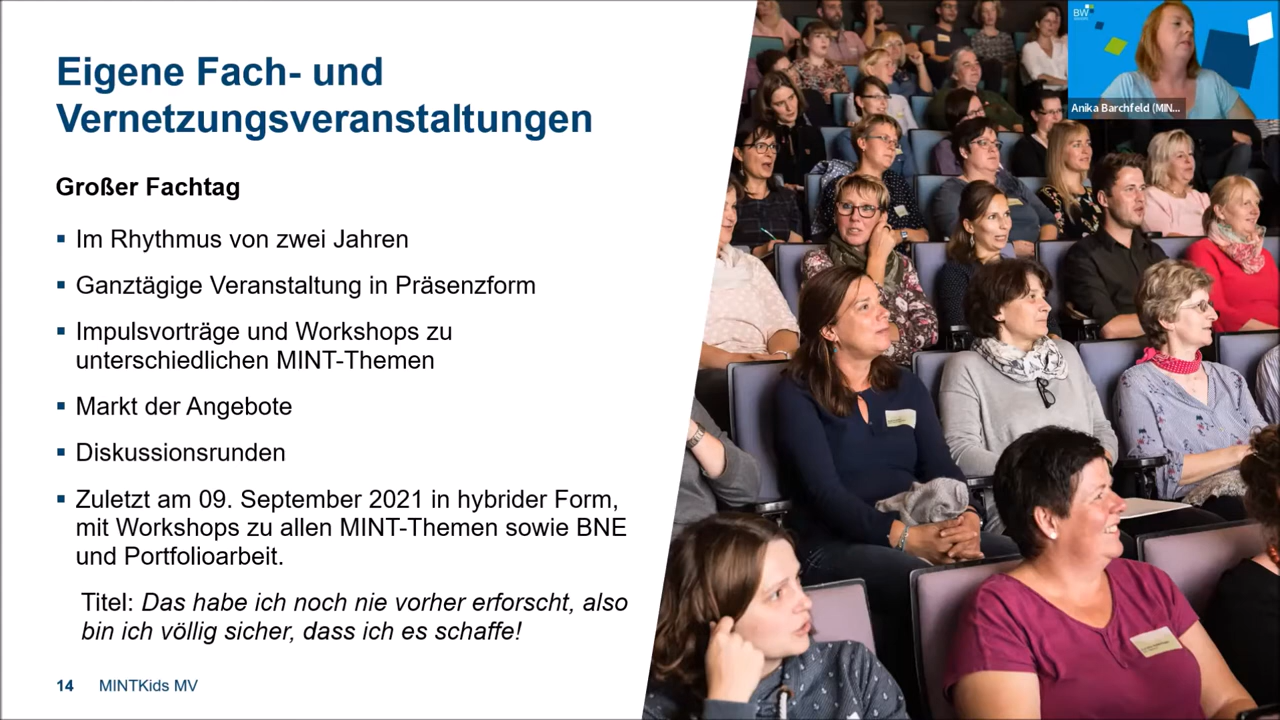 Eigene Fach- und
Vernetzungsveranstaltungen
Großer Fachtag
▪ Im Rhythmus von zwei Jahren
▪ Ganztägige Veranstaltung in Präsenzform
▪ Impulsvorträge und Workshops zu
unterschiedlichen MINT-Themen
▪ Markt der Angebote
▪ Diskussionsrunden
▪ Zuletzt am 09. September 2021 in hybrider Form,
mit Workshops zu allen MINT-Themen sowie BNE
und Portfolioarbeit.
Titel: Das habe ich noch nie vorher erforscht, also
bin ich völlig sicher, dass ich es schaffe!
14 MINTKids MV
BW
Anika Barchfeld (MIN...